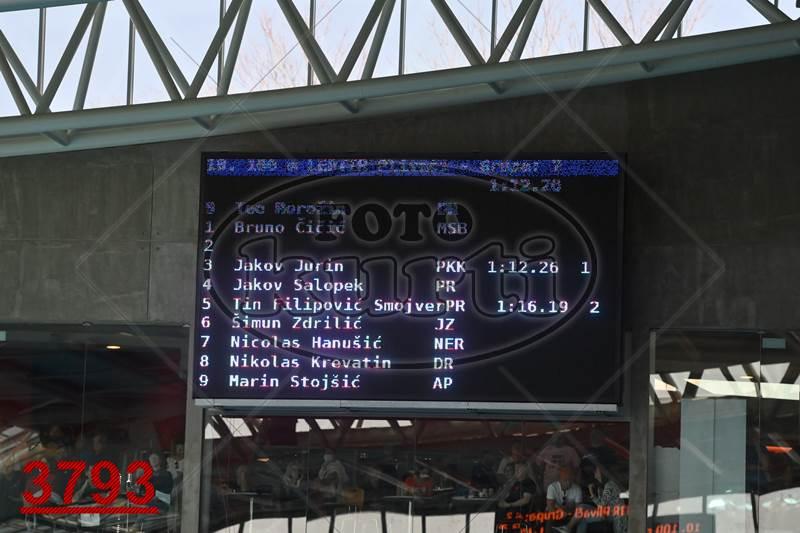 1:12.26
1 Bruno Čičić MSB
2
3 Jakov Jurin PKK 1:12.26 1
4 Jakov Salopek PR
5 Tin Filipović Smojver PR 1:16.19 2
6 Šimun Zdrilić JZ
7 Nicolas Hanušić NER
8 Nikolas Krevatin DR
9 Marin Stojšić AP
FOTO
kurti
3793